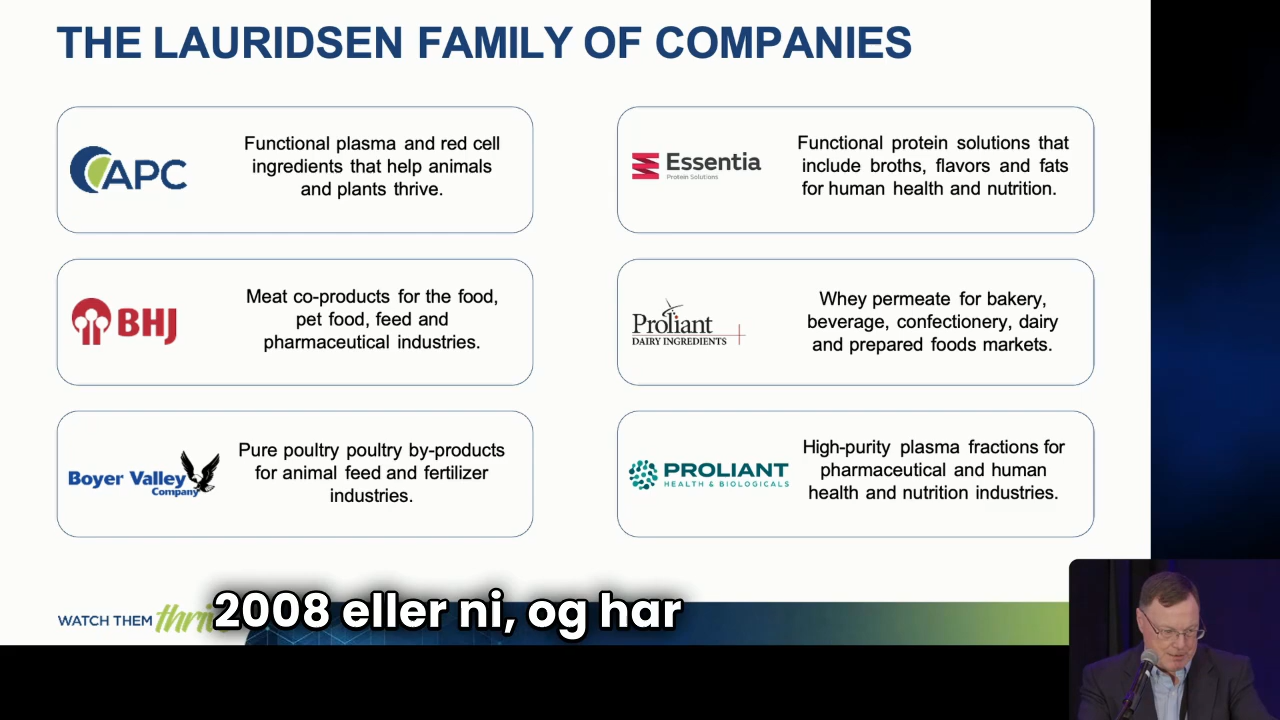 THE LAURIDSEN FAMILY OF COMPANIES
APC
Functional plasma and red cell
ingredients that help animals
and plants thrive.
Essentia
Protein Solutions
Functional protein solutions that
include broths, flavors and fats
for human health and nutrition.
BHJ
Meat co-products for the food,
pet food, feed and
pharmaceutical industries.
Proliant
DAIRY INGREDIENTS
Whey permeate for bakery,
beverage, confectionery, dairy
and prepared foods markets.
Boyer Valley
Company
Pure poultry poultry by-products
for animal feed and fertilizer
industries.
PROLIANT
HEALTH & BIOLOGICALS
High-purity plasma fractions for
pharmaceutical and human
health and nutrition industries.
WATCH THEM
2008 eller ni, og har